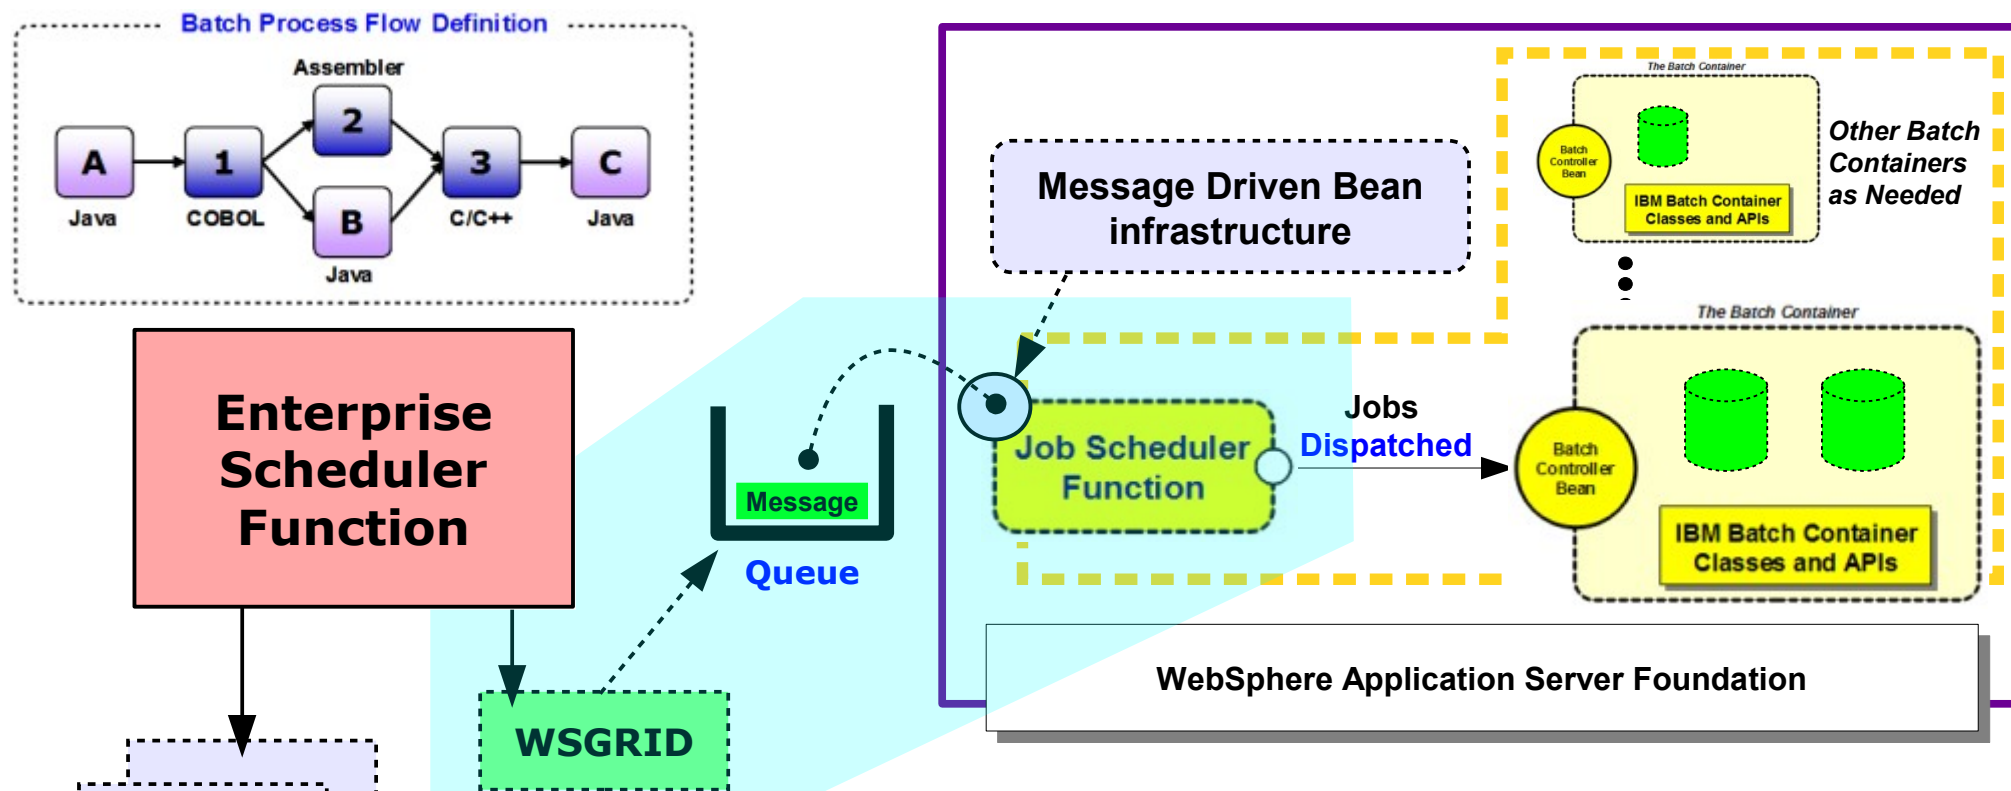 Batch Process Flow Definition
Assembler
2
A
1
3
C
Java
COBOL
B
C/C++
Java
Java
Enterprise
Scheduler
Function
WSGRID
Message
Queue
Message Driven Bean
infrastructure
Job Scheduler
Function
Jobs
Dispatched
The Batch Container
Batch
Controller
Bean
IBM Batch Container
Classes and APIs
Other Batch
Containers
as Needed
The Batch Container
Batch
Controller
Bean
IBM Batch Container
Classes and APIs
WebSphere Application Server Foundation